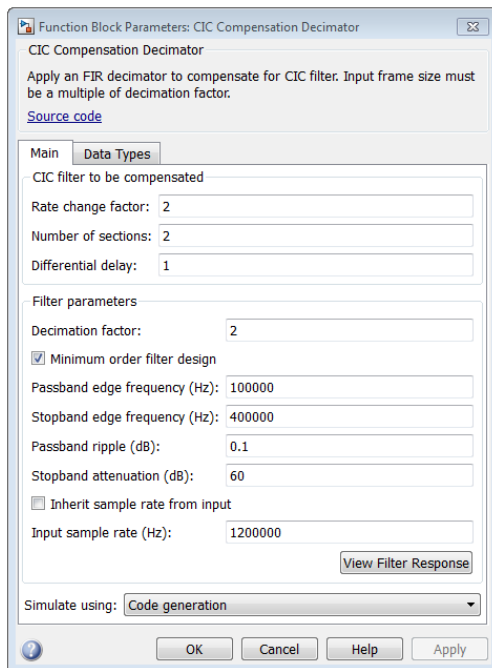 Function Block Parameters: CIC Compensation Decimator
CIC Compensation Decimator
Apply an FIR decimator to compensate for CIC filter. Input frame size must
be a multiple of decimation factor.
Source code
Main Data Types
CIC filter to be compensated
Rate change factor: 2
Number of sections: 2
Differential delay: 1
Filter parameters
Decimation factor: 2
Minimum order filter design
Passband edge frequency (Hz): 100000
Stopband edge frequency (Hz): 400000
Passband ripple (dB): 0.1
Stopband attenuation (dB): 60
Inherit sample rate from input
Input sample rate (Hz): 1200000
View Filter Response
Simulate using: Code generation
? OK Cancel Help Apply